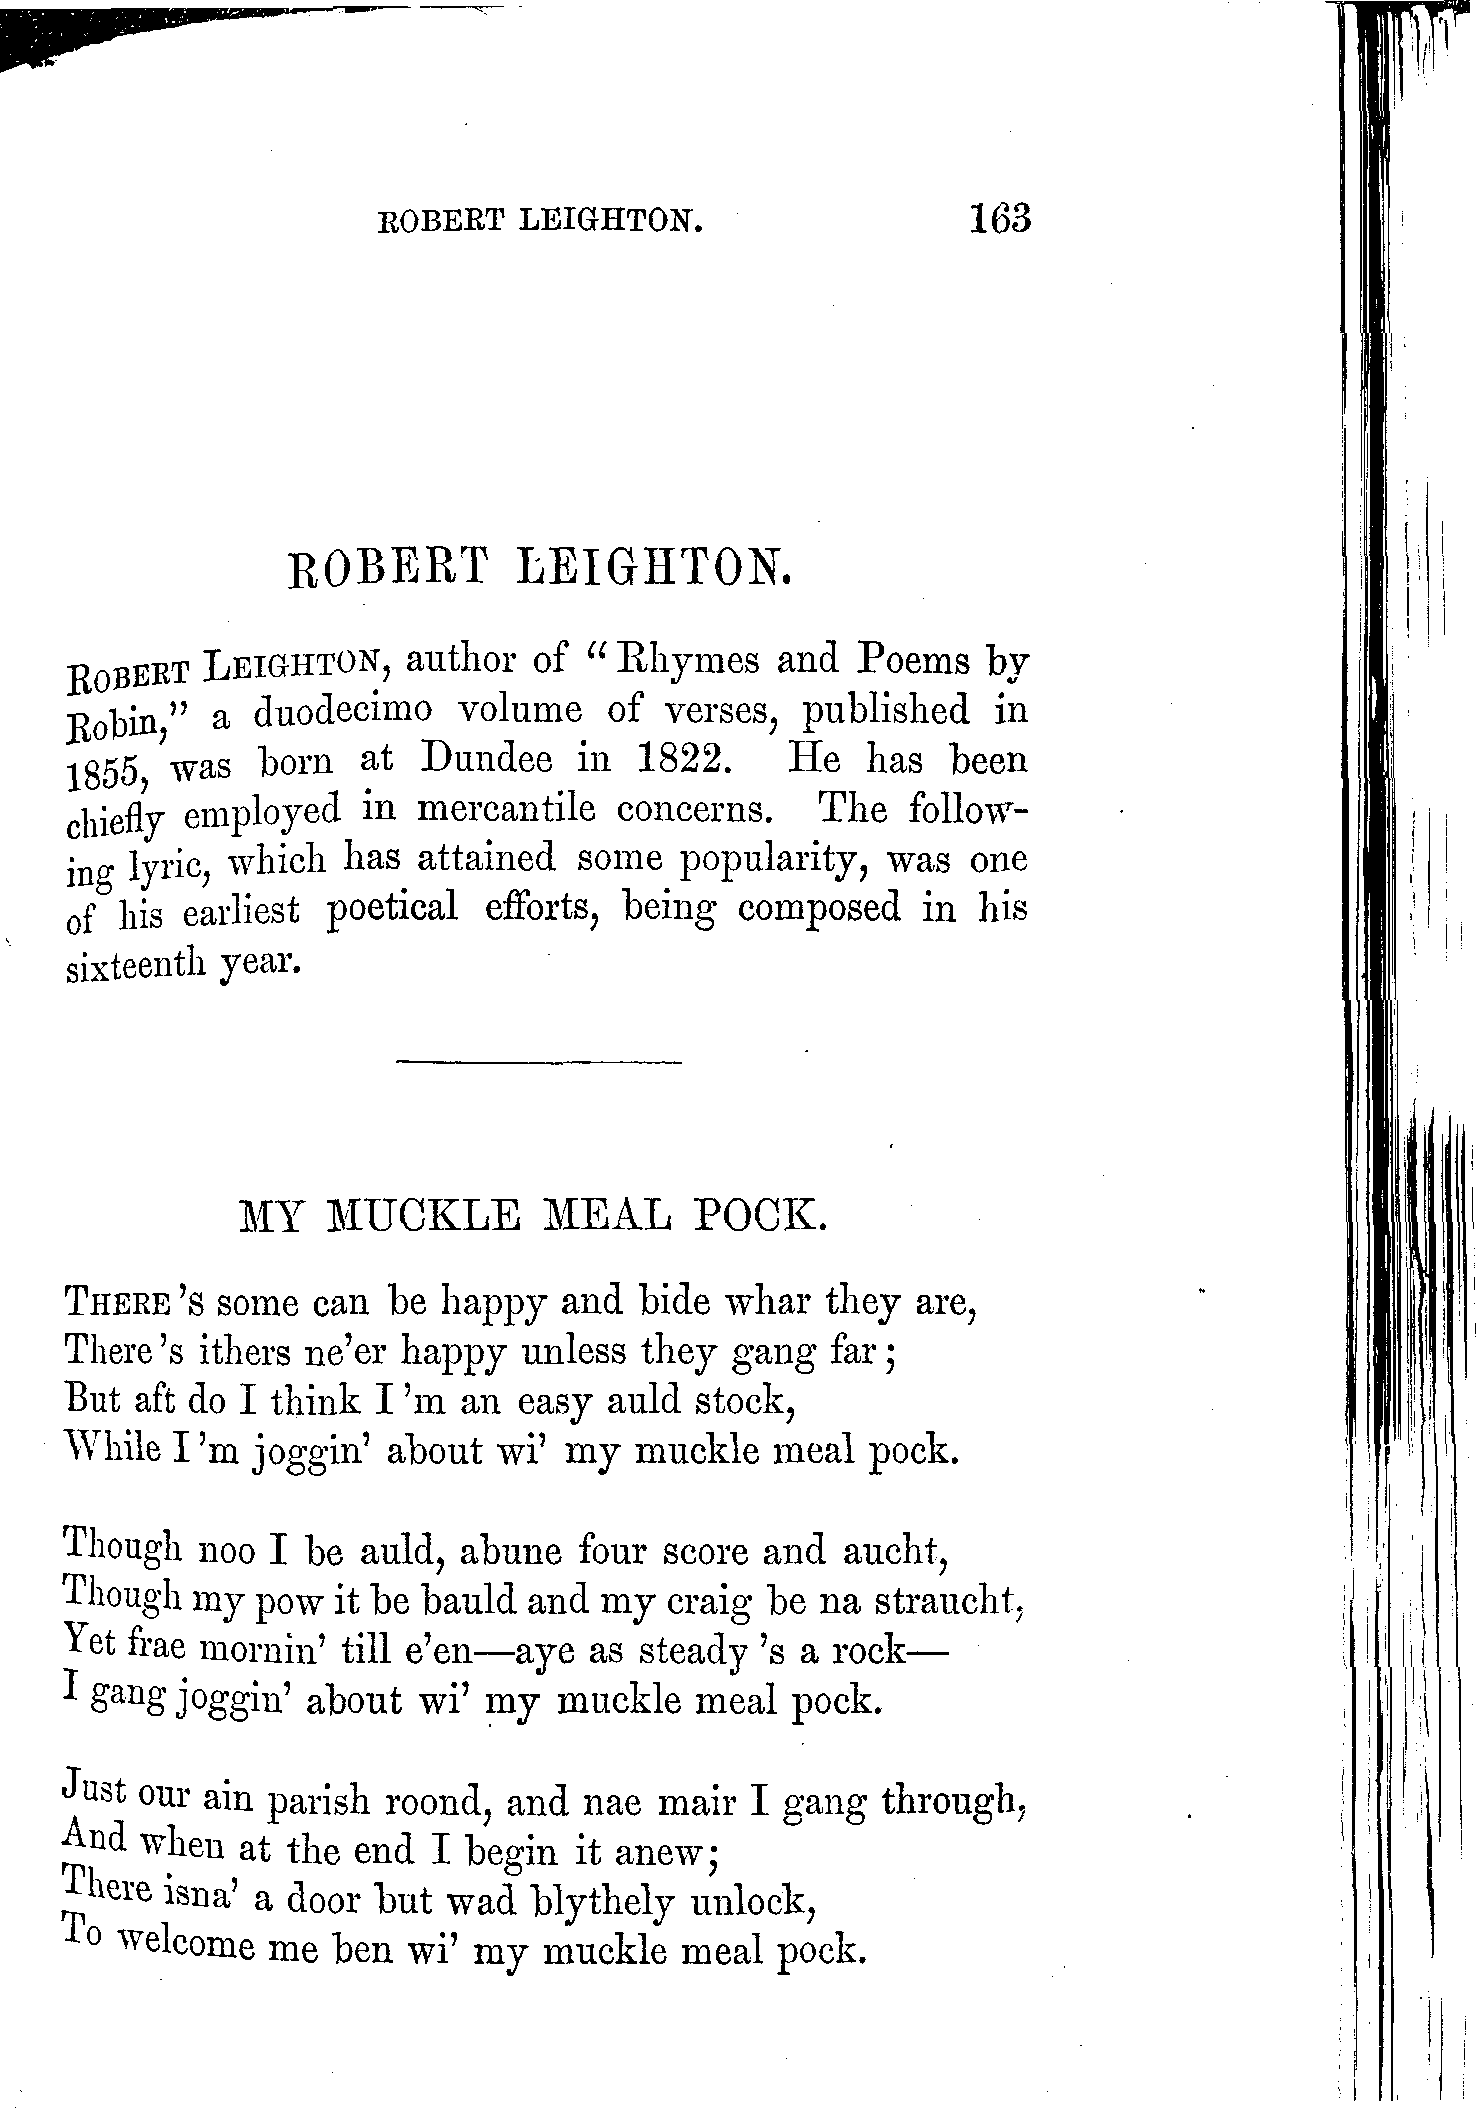 ROBERT LEIGHTON. 163
ROBERT LEIGHTON.
ROBERT LEIGHTON, author of “Rhymes and Poems by
Robin,” a duodecimo volume of verses, published in
1855, was born at Dundee in 1822. He has been
chiefly employed in mercantile concerns. The follow-
ing lyric, which has attained some popularity, was one
of his earliest poetical efforts, being composed in his
sixteenth year.
MY MUCKLE MEAL POCK.
THERE 's some can be happy and bide whar they are,
There 's ithers ne'er happy unless they gang far;
But aft do I think I 'm an easy auld stock,
While I 'm joggin' about wi' my muckle meal pock.
Though noo I be auld, abune four score and aucht,
Though my pow it be bauld and my craig be na straucht,
Yet frae mornin' till e'en—aye as steady 's a rock—
I gang joggin' about wi' my muckle meal pock.
Just our ain parish roond, and nae mair I gang through,
And when at the end I begin it anew;
There isna' a door but wad blythely unlock,
To welcome me ben wi' my muckle meal pock.